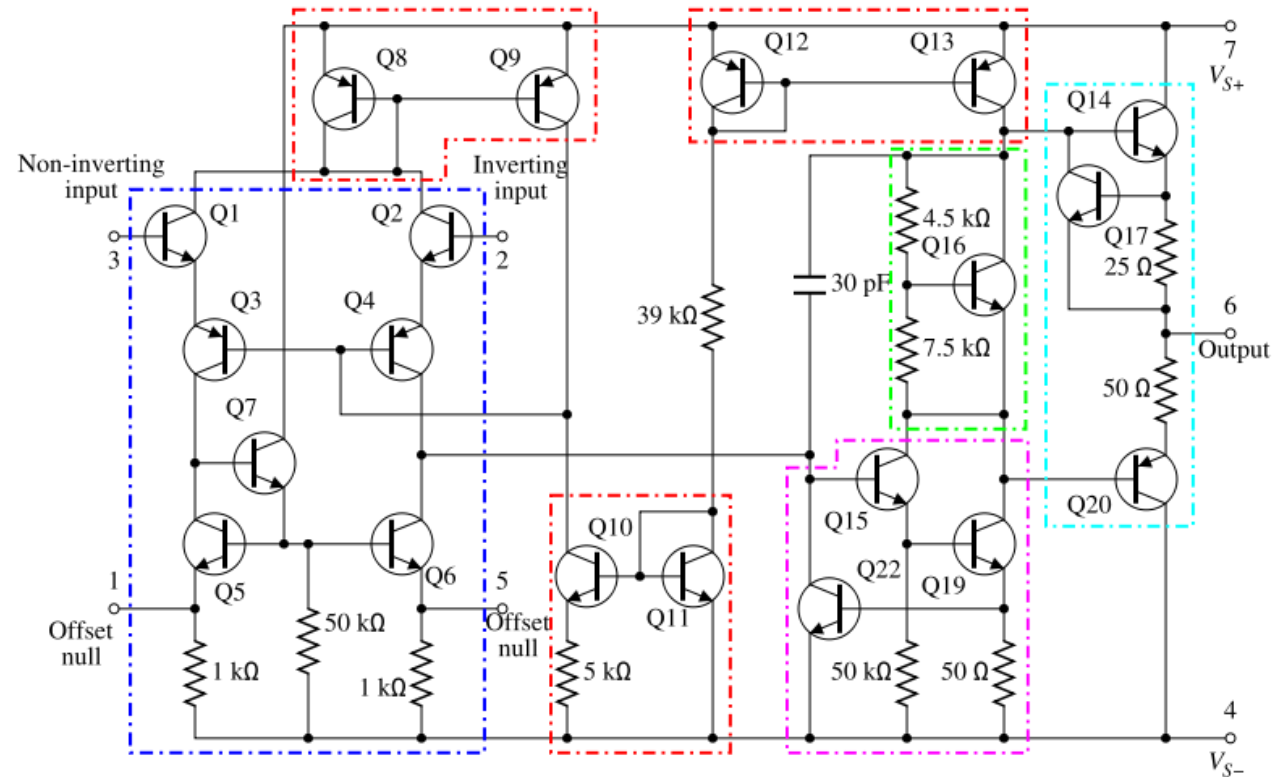 Q8
Q9
Q12
Q13
7
V_{S+}
Q14
Non-inverting
input
Inverting
input
Q1
Q2
3
2
4.5 kΩ
Q16
Q17
25 Ω
30 pF
6
Output
Q3
Q4
39 kΩ
7.5 kΩ
50 Ω
Q7
Q15
Q20
Q10
Q22
Q19
1
Q5
Q6
5
Q11
Offset
null
50 kΩ
Offset
null
1 kΩ
1 kΩ
5 kΩ
50 kΩ
50 Ω
4
V_{S−}